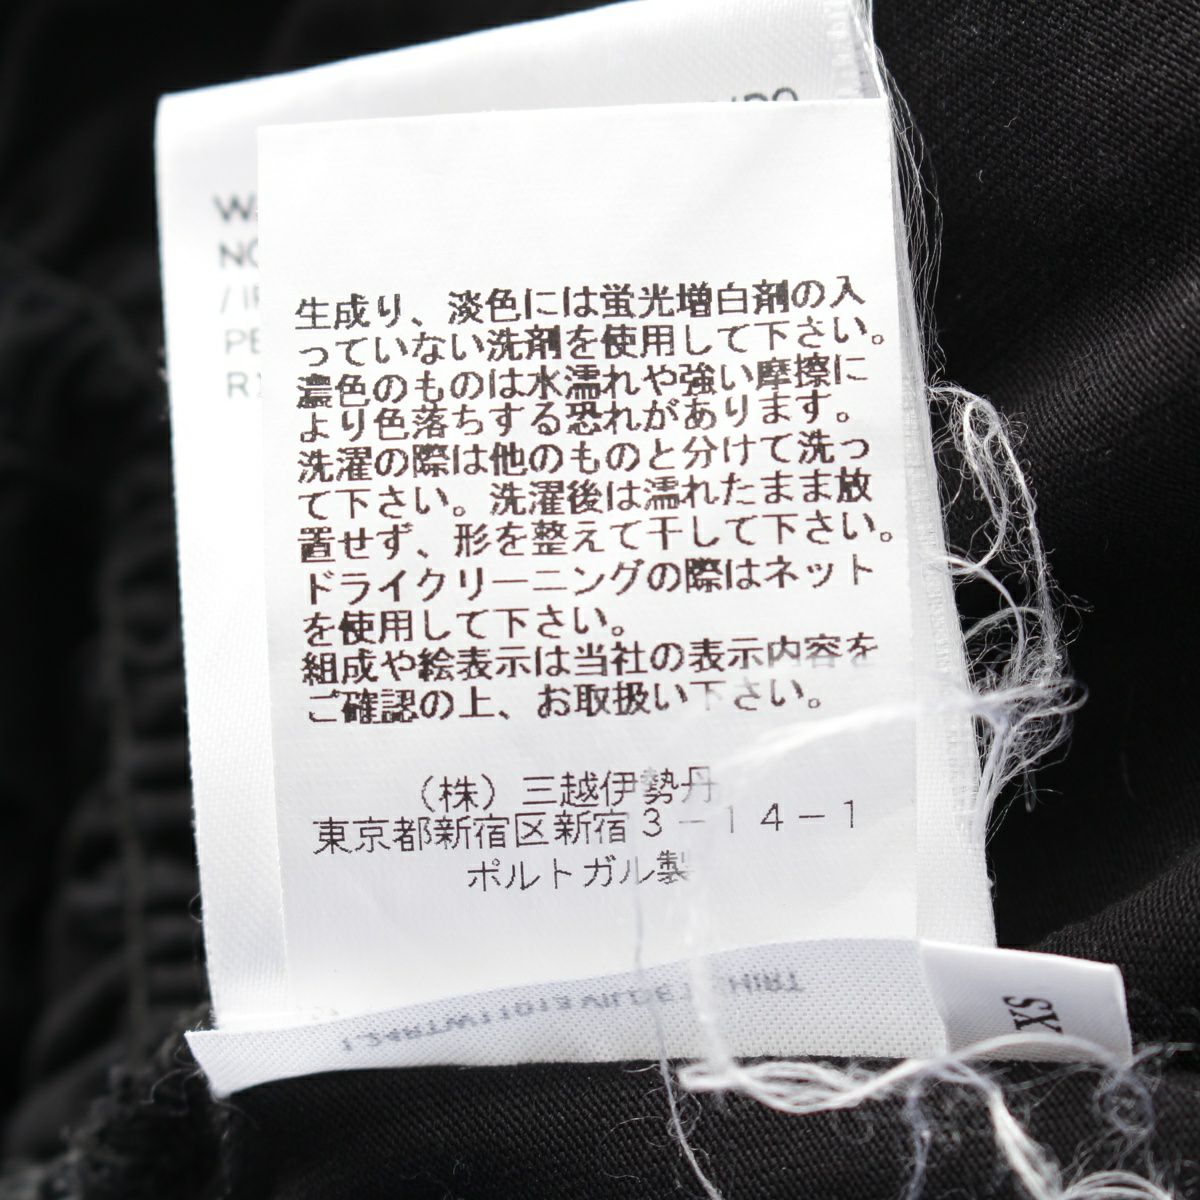 W
NO
/I
PE
R
生成り、淡色には蛍光増白剤の入
っていない洗剤を使用して下さい。
濃色のものは水濡れや強い摩擦に
より色落ちする恐れがあります。
洗濯の際は他のものと分けて洗っ
て下さい。洗濯後は濡れたまま放
置せず、形を整えて干して下さい。
ドライクリーニングの際はネット
を使用して下さい。
組成や絵表示は当社の表示内容を
ご確認の上、お取扱い下さい。
（株）三越伊勢丹
東京都新宿区新宿３－１４－１
ポルトガル製
XS